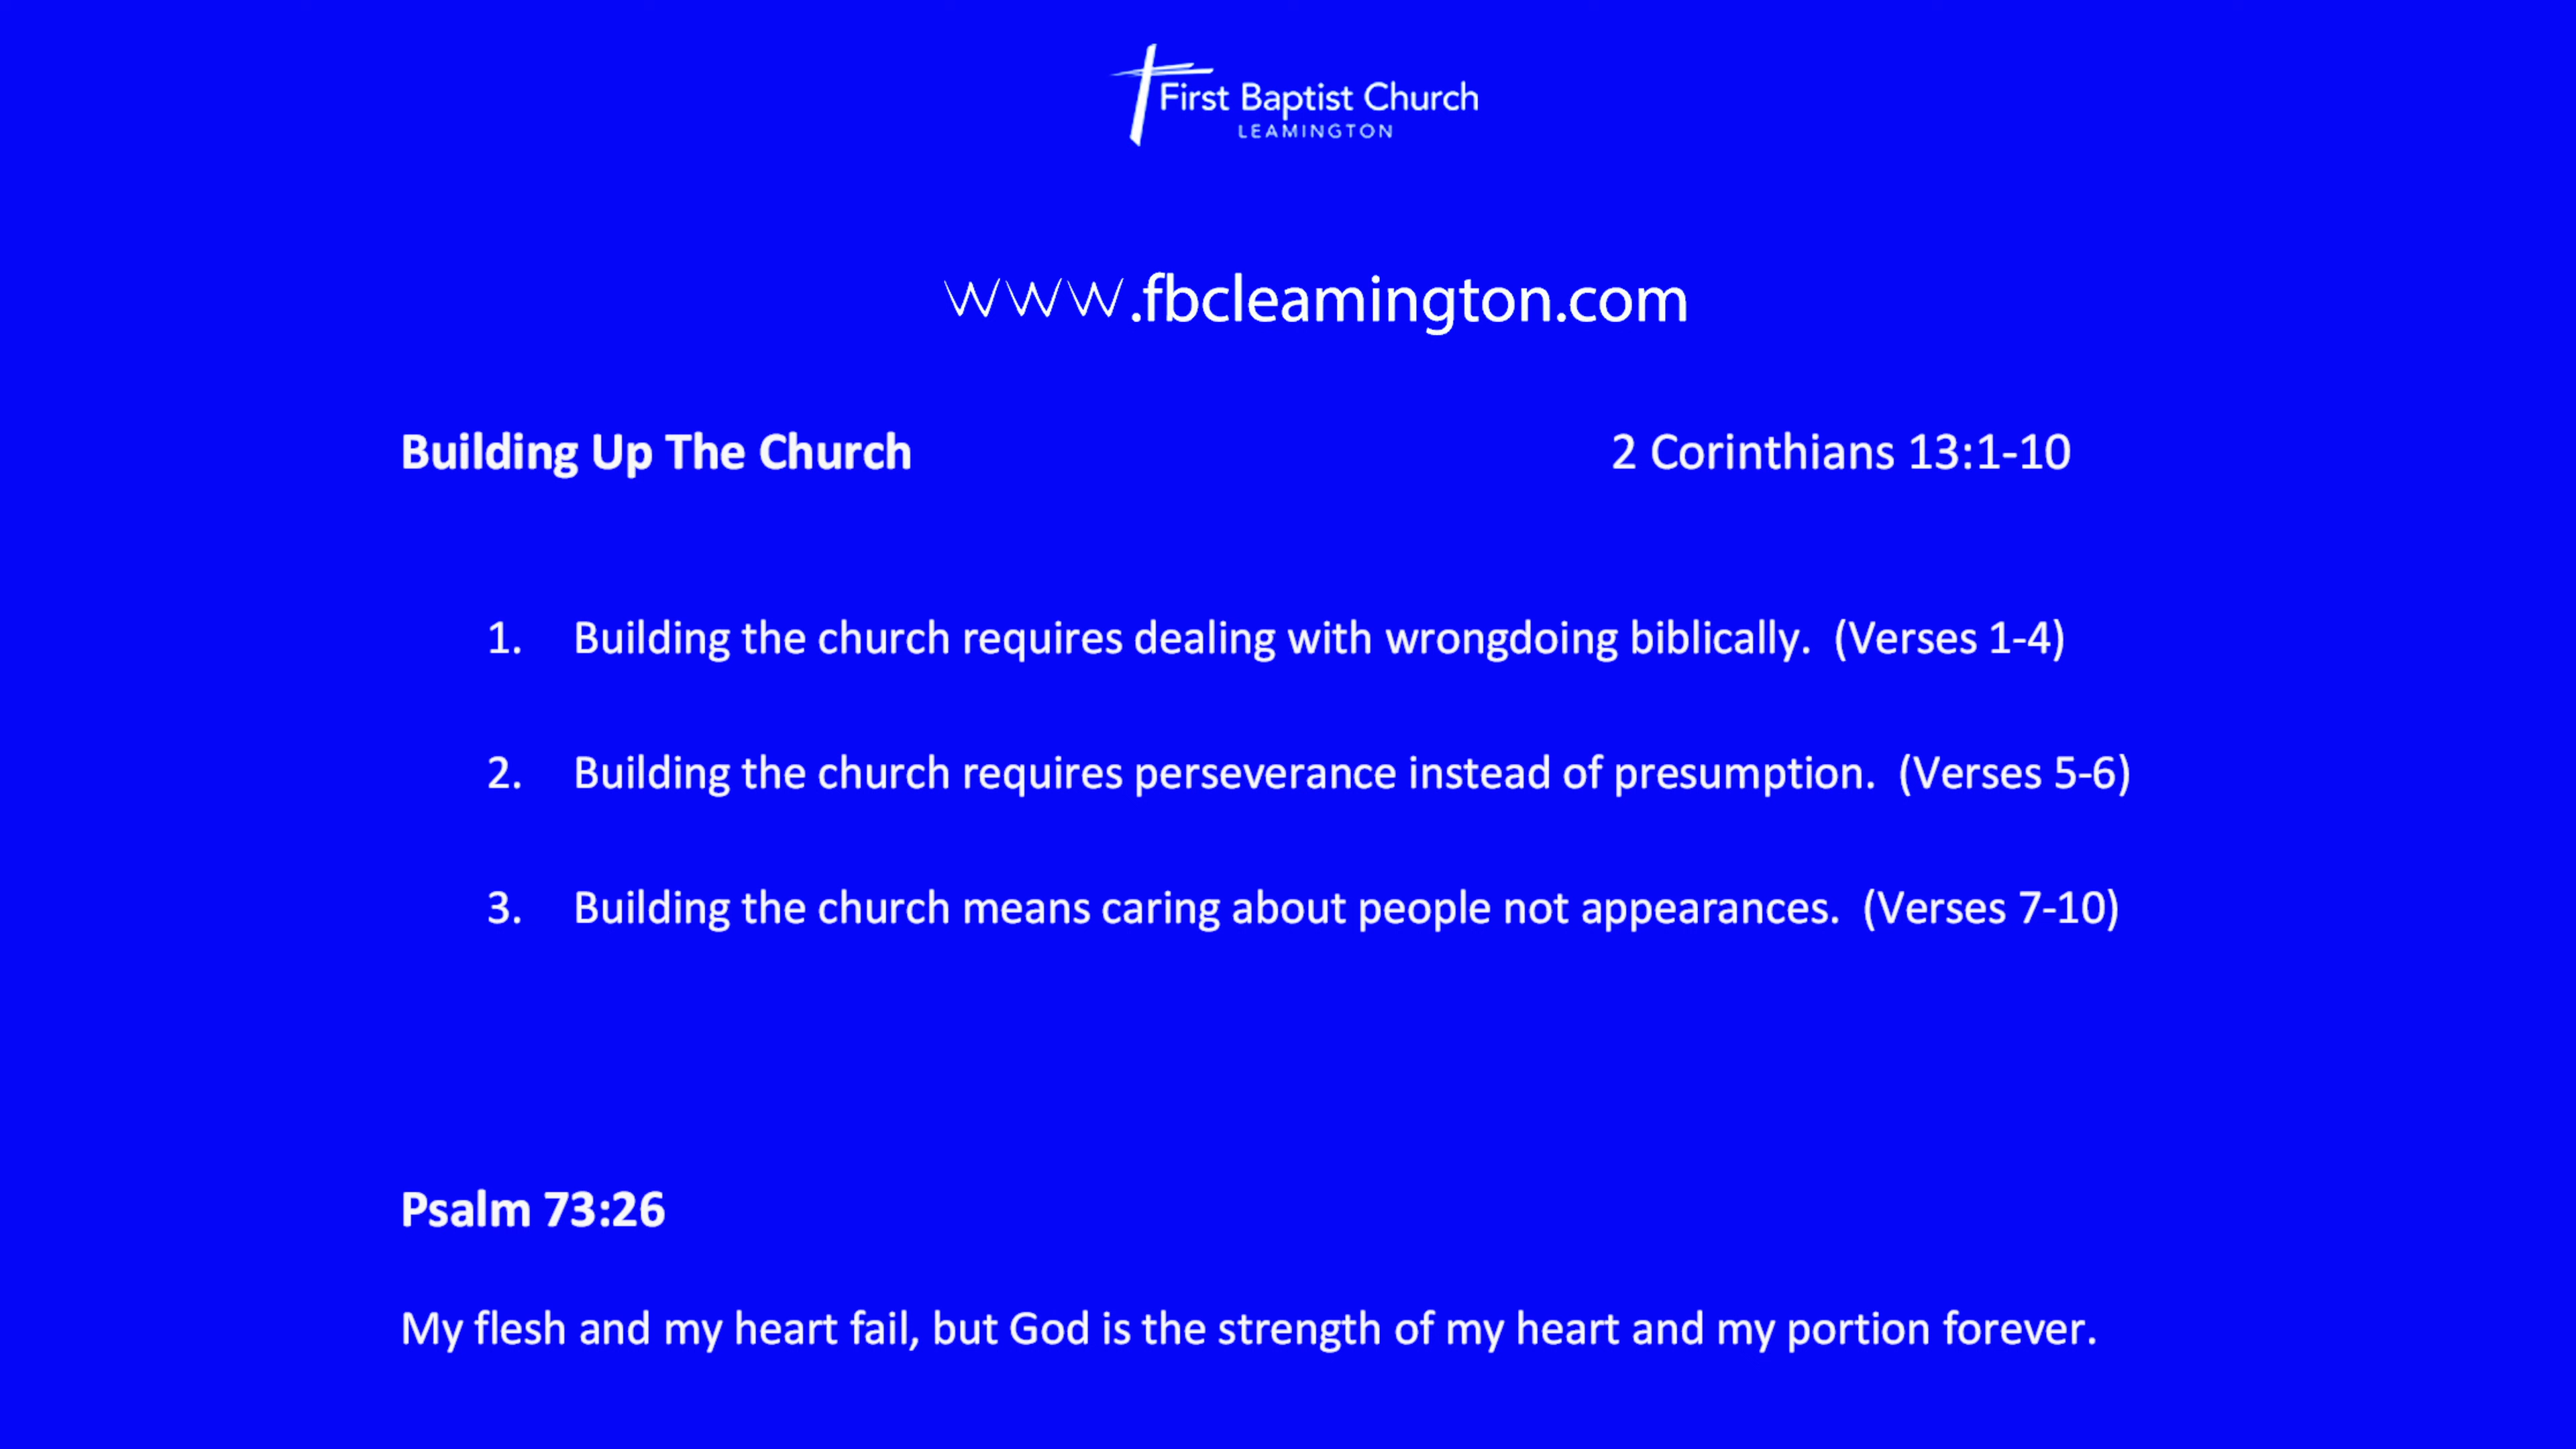 First Baptist Church
LEAMINGTON
www.fbcleamington.com
Building Up The Church 2 Corinthians 13:1-10
1. Building the church requires dealing with wrongdoing biblically. (Verses 1-4)
2. Building the church requires perseverance instead of presumption. (Verses 5-6)
3. Building the church means caring about people not appearances. (Verses 7-10)
Psalm 73:26
My flesh and my heart fail, but God is the strength of my heart and my portion forever.